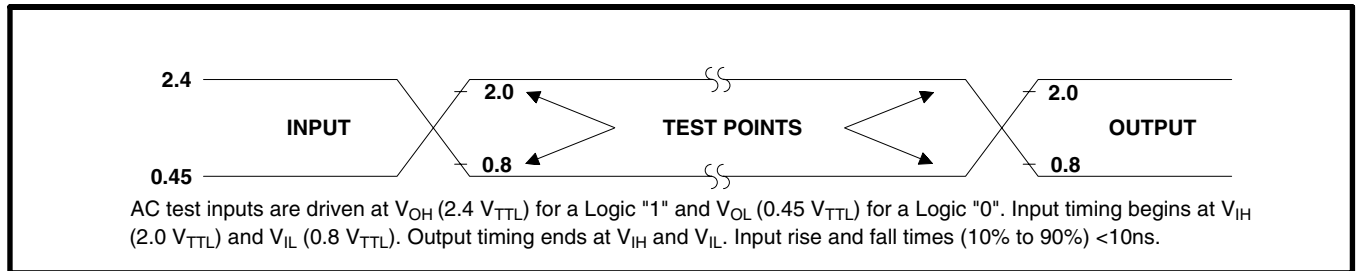 2.4
2.0
2.0
INPUT
TEST POINTS
OUTPUT
0.8
0.8
0.45
AC test inputs are driven at VOH (2.4 VTTL) for a Logic "1" and VOL (0.45 VTTL) for a Logic "0". Input timing begins at VIH
(2.0 VTTL) and VIL (0.8 VTTL). Output timing ends at VIH and VIL. Input rise and fall times (10% to 90%) <10ns.